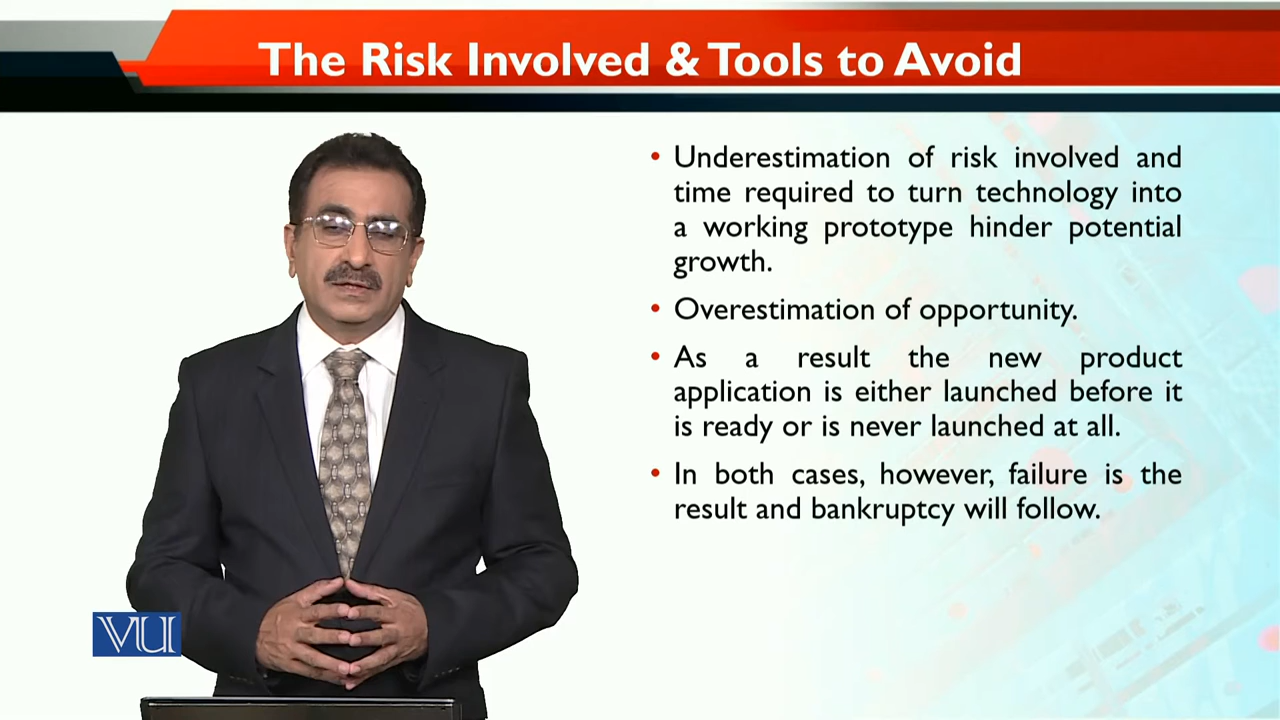 The Risk Involved & Tools to Avoid
• Underestimation of risk involved and
time required to turn technology into
a working prototype hinder potential
growth.
• Overestimation of opportunity.
• As a result the new product
application is either launched before it
is ready or is never launched at all.
• In both cases, however, failure is the
result and bankruptcy will follow.
VU